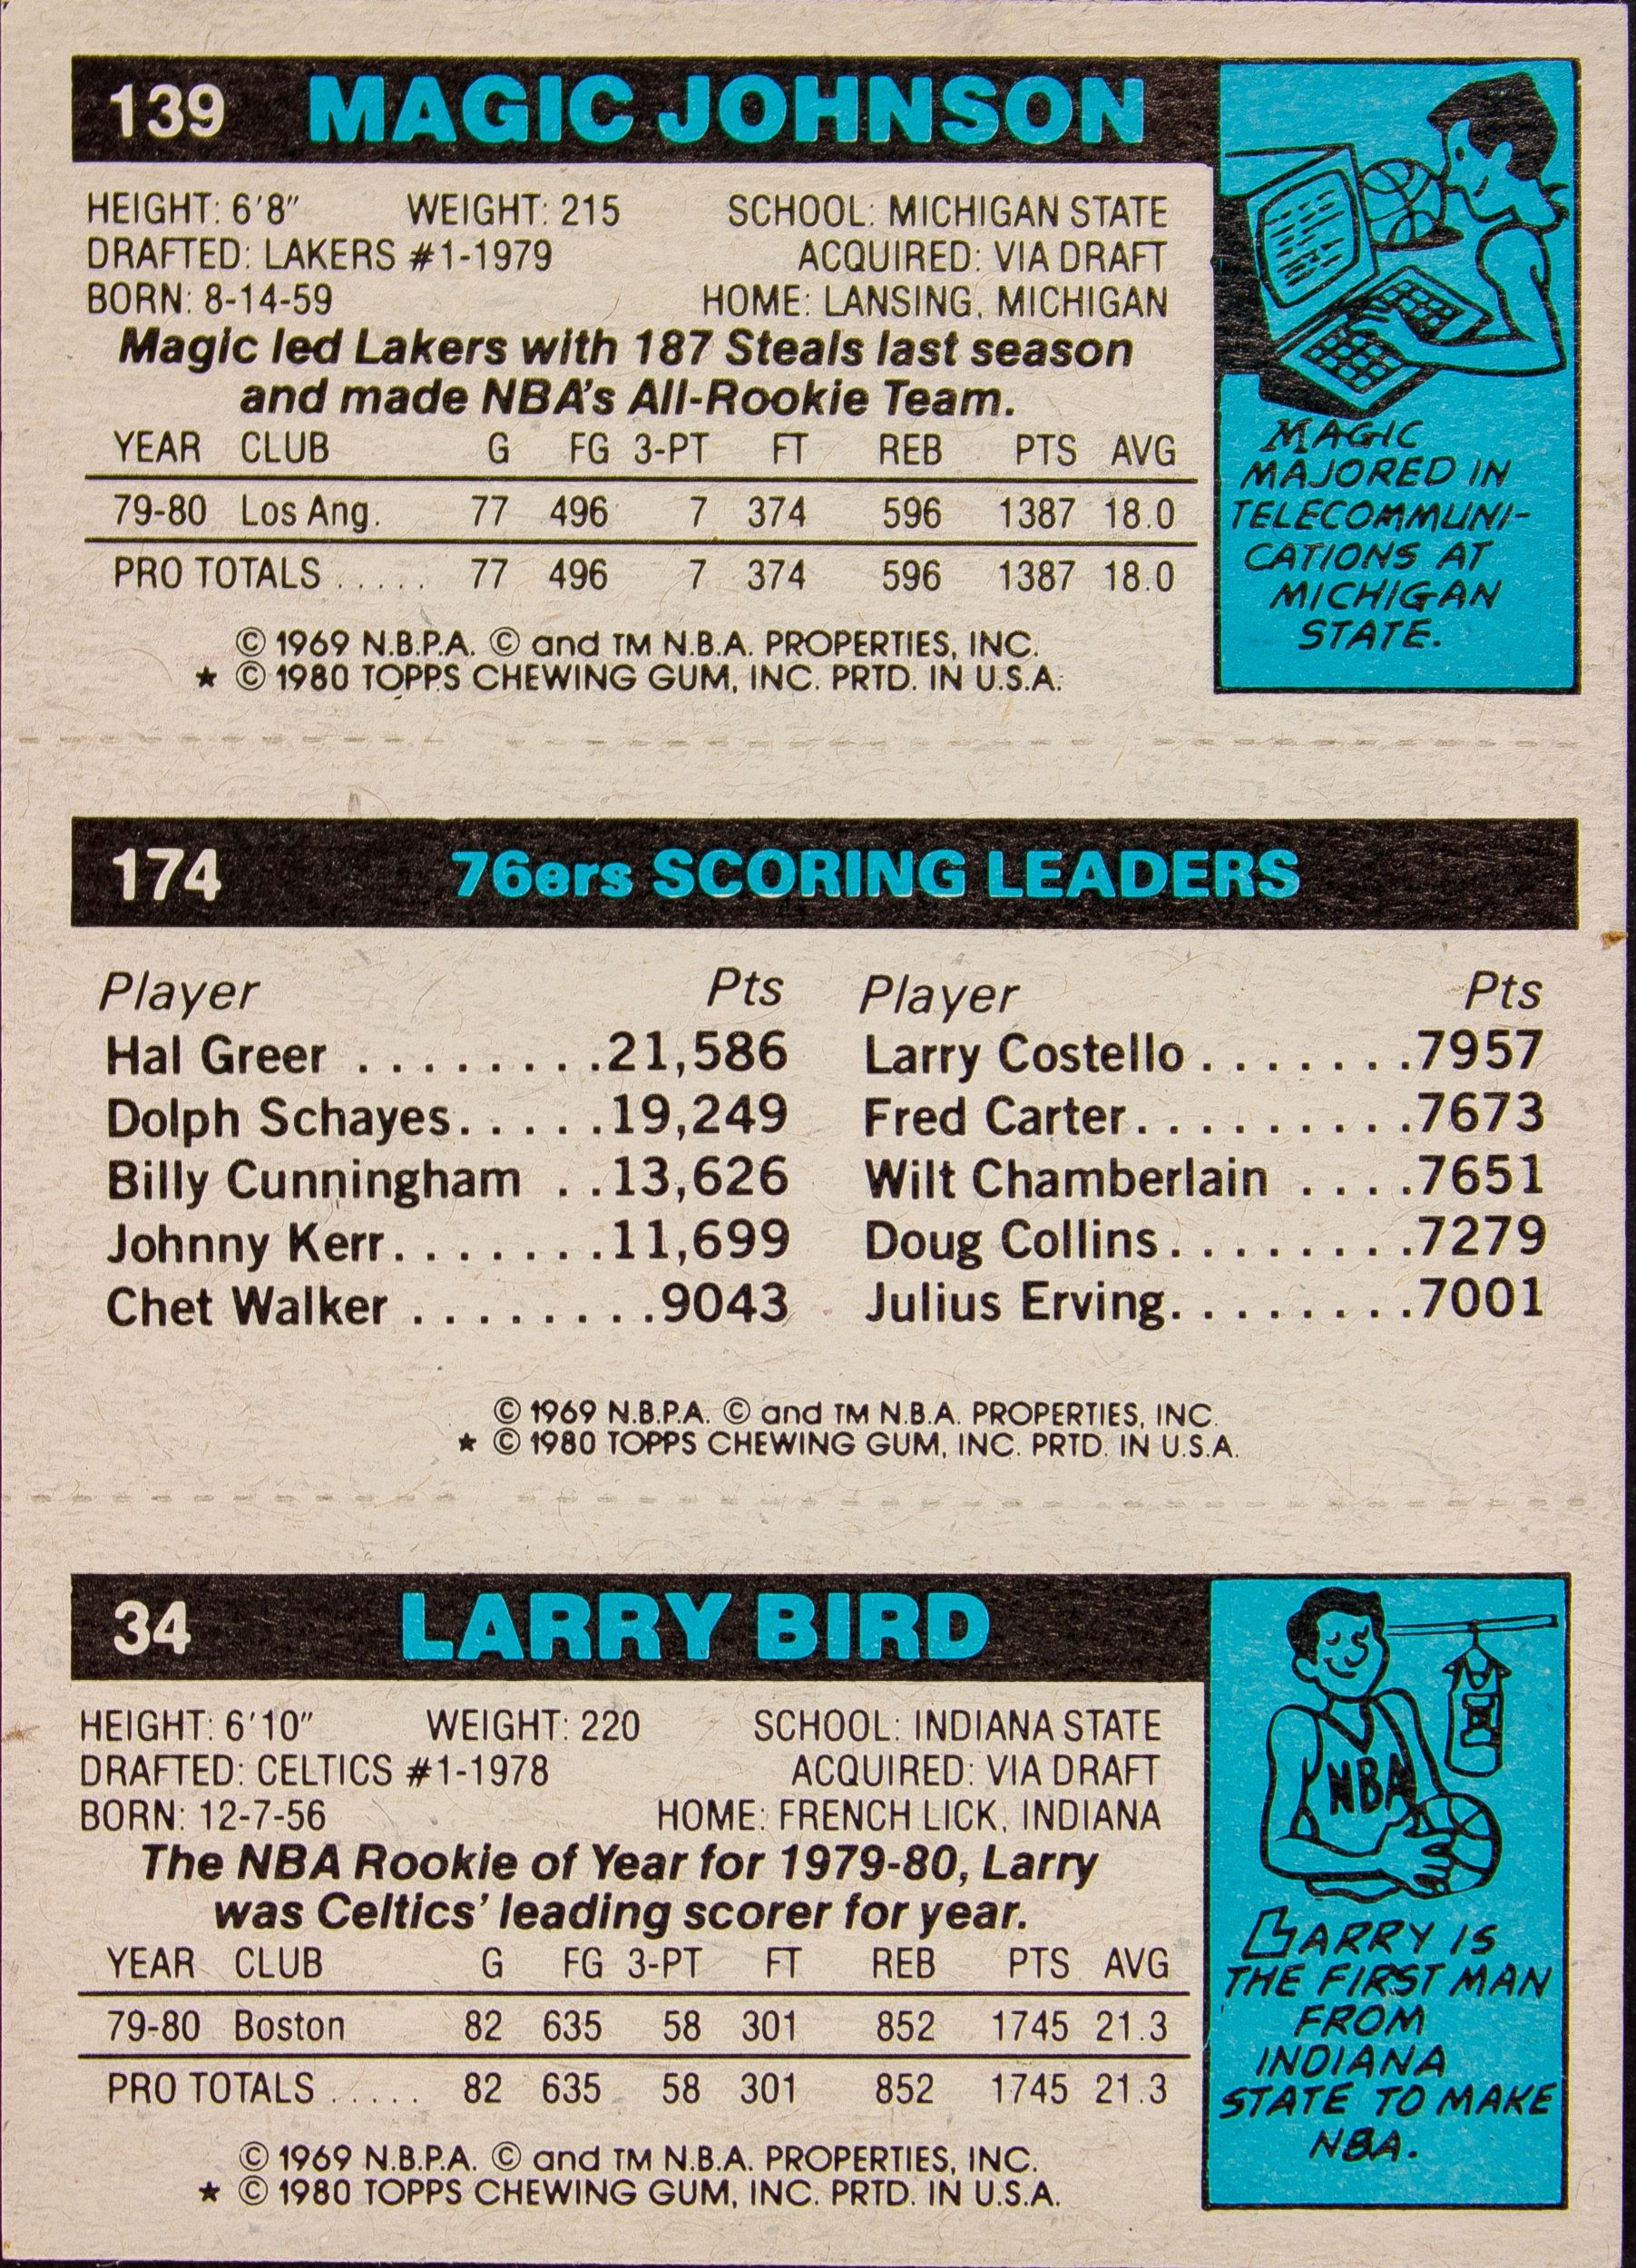 139 MAGIC JOHNSON
HEIGHT: 6'8" WEIGHT: 215 SCHOOL: MICHIGAN STATE
DRAFTED: LAKERS #1-1979 ACQUIRED: VIA DRAFT
BORN: 8-14-59 HOME: LANSING, MICHIGAN
Magic led Lakers with 187 Steals last season
and made NBA's All-Rookie Team.
YEAR CLUB G FG 3-PT FT REB PTS AVG
79-80 Los Ang. 77 496 7 374 596 1387 18.0
PRO TOTALS ..... 77 496 7 374 596 1387 18.0
© 1969 N.B.P.A. © and TM N.B.A. PROPERTIES, INC.
★ © 1980 TOPPS CHEWING GUM, INC. PRTD. IN U.S.A.
MAGIC
MAJORED IN
TELECOMMUNI-
CATIONS AT
MICHIGAN
STATE.
174 76ers SCORING LEADERS
Player Pts Player Pts
Hal Greer .........21,586 Larry Costello.......7957
Dolph Schayes.....19,249 Fred Carter.........7673
Billy Cunningham ..13,626 Wilt Chamberlain ....7651
Johnny Kerr.......11,699 Doug Collins........7279
Chet Walker .........9043 Julius Erving........7001
© 1969 N.B.P.A. © and TM N.B.A. PROPERTIES, INC.
★ © 1980 TOPPS CHEWING GUM, INC. PRTD. IN U.S.A.
34 LARRY BIRD
HEIGHT: 6'10" WEIGHT: 220 SCHOOL: INDIANA STATE
DRAFTED: CELTICS #1-1978 ACQUIRED: VIA DRAFT
BORN: 12-7-56 HOME: FRENCH LICK, INDIANA
The NBA Rookie of Year for 1979-80, Larry
was Celtics' leading scorer for year.
YEAR CLUB G FG 3-PT FT REB PTS AVG
79-80 Boston 82 635 58 301 852 1745 21.3
PRO TOTALS ..... 82 635 58 301 852 1745 21.3
© 1969 N.B.P.A. © and TM N.B.A. PROPERTIES, INC.
★ © 1980 TOPPS CHEWING GUM, INC. PRTD. IN U.S.A.
NBA
LARRY IS
THE FIRST MAN
FROM
INDIANA
STATE TO MAKE
NBA.